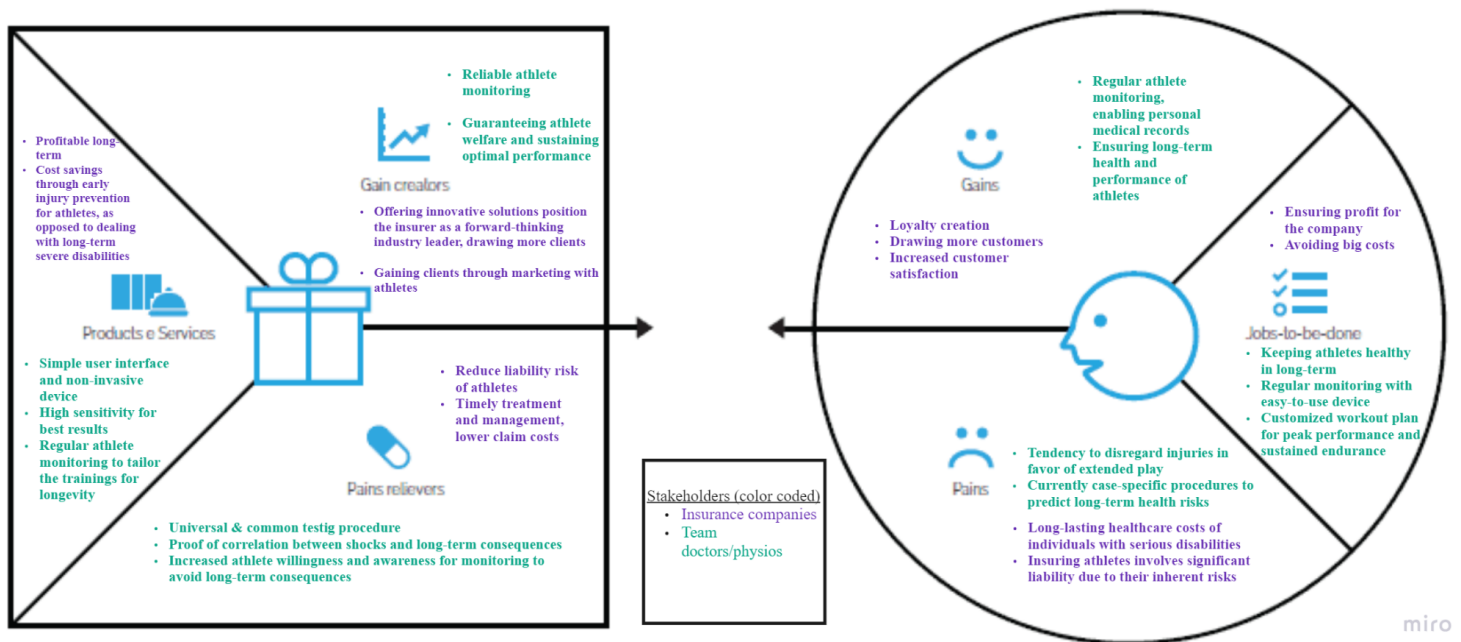 • Reliable athlete
monitoring
• Guaranteeing athlete
welfare and sustaining
optimal performance
Gain creators
• Offering innovative solutions position
the insurer as a forward-thinking
industry leader, drawing more clients
• Gaining clients through marketing with
athletes
• Profitable long-
term
• Cost savings
through early
injury prevention
for athletes, as
opposed to dealing
with long-term
severe disabilities
Products e Services
• Simple user interface
and non-invasive
device
• High sensitivity for
best results
• Regular athlete
monitoring to tailor
the trainings for
longevity
• Reduce liability risk
of athletes
• Timely treatment
and management,
lower claim costs
Pains relievers
• Universal & common testig procedure
• Proof of correlation between shocks and long-term consequences
• Increased athlete willingness and awareness for monitoring to
avoid long-term consequences
Stakeholders (color coded)
• Insurance companies
• Team
doctors/physios
• Regular athlete
monitoring,
enabling personal
medical records
• Ensuring long-term
health and
performance of
athletes
Gains
• Loyalty creation
• Drawing more customers
• Increased customer
satisfaction
• Ensuring profit for
the company
• Avoiding big costs
Jobs-to-be-done
• Keeping athletes healthy
in long-term
• Regular monitoring with
easy-to-use device
• Customized workout plan
for peak performance and
sustained endurance
Pains
• Tendency to disregard injuries in
favor of extended play
• Currently case-specific procedures to
predict long-term health risks
• Long-lasting healthcare costs of
individuals with serious disabilities
• Insuring athletes involves significant
liability due to their inherent risks
miro